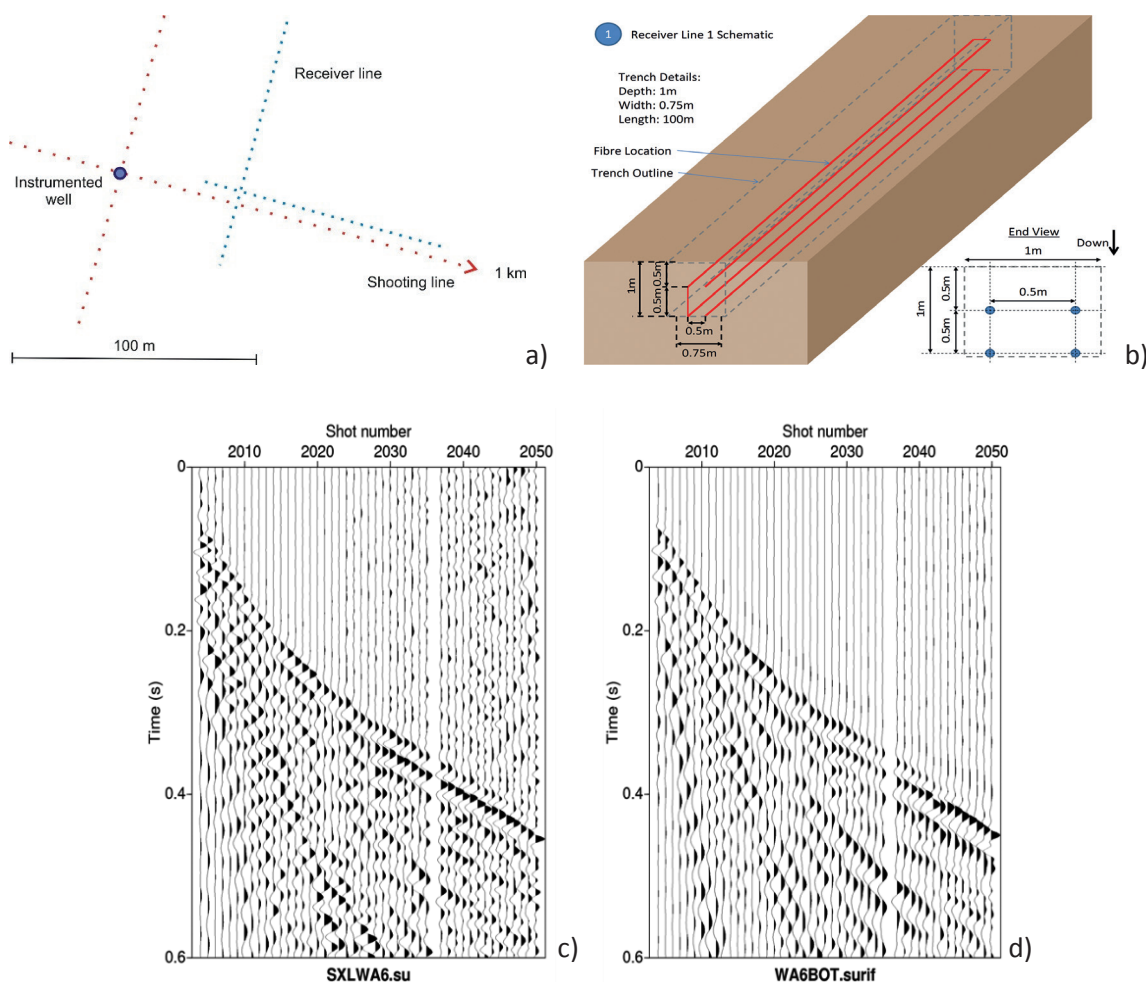 Receiver line
Instrumented
well
Shooting line
1 km
100 m
a)
1
Receiver Line 1 Schematic
Trench Details:
Depth: 1m
Width: 0.75m
Length: 100m
Fibre Location
Trench Outline
1m
0.5m
0.5m
0.5m
0.75m
End View
Down
1m
1m
0.5m
0.5m
0.5m
b)
Shot number
2010 2020 2030 2040 2050
0
0.2
Time (s)
0.4
0.6
SXLWA6.su
c)
Shot number
2010 2020 2030 2040 2050
0
0.2
Time (s)
0.4
0.6
WA6BOT.surif
d)